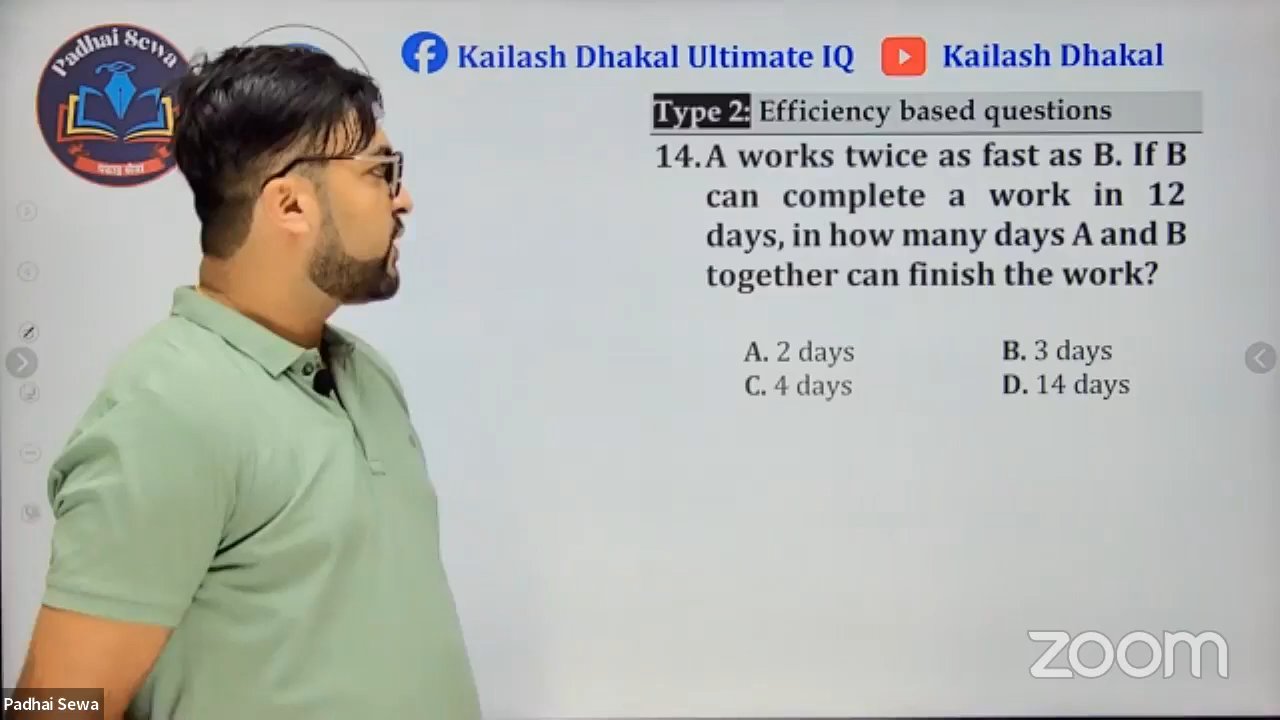 Padhai Sewa
पढाइ सेवा
Kailash Dhakal Ultimate IQ
Kailash Dhakal
Type 2: Efficiency based questions
14. A works twice as fast as B. If B
can complete a work in 12
days, in how many days A and B
together can finish the work?
A. 2 days
B. 3 days
C. 4 days
D. 14 days
zoom
Padhai Sewa